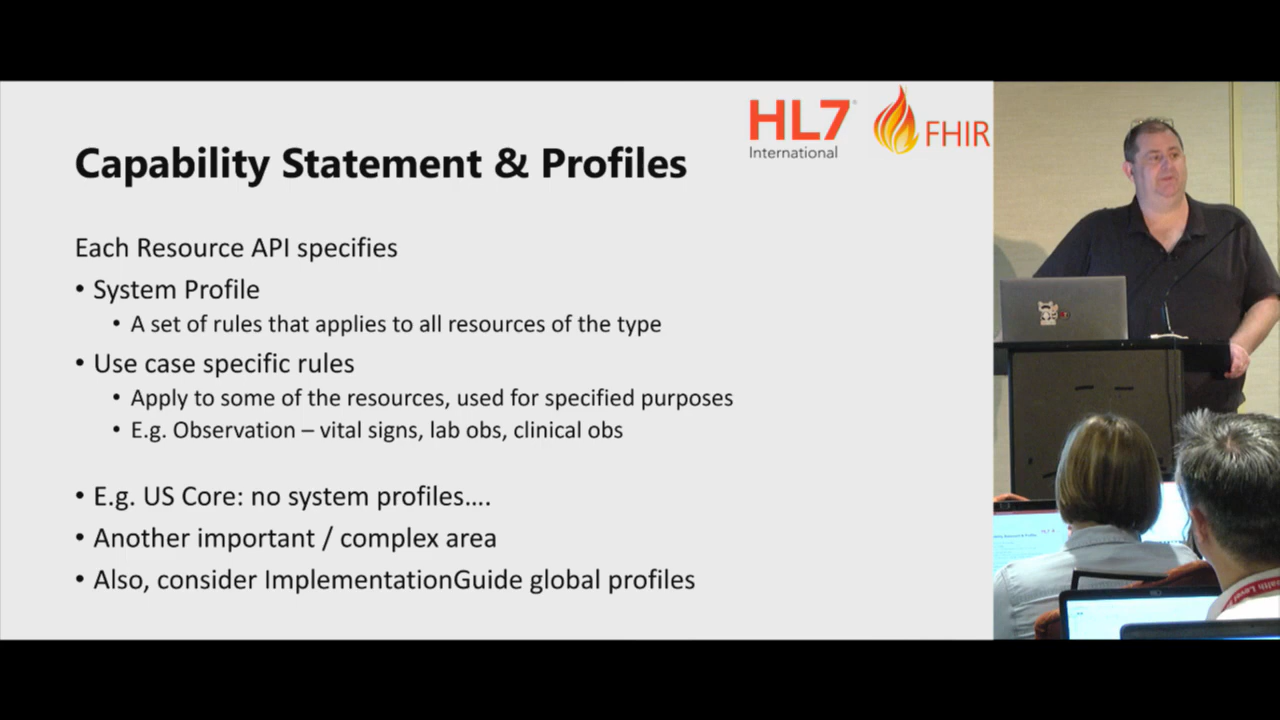 HL7
International
FHIR
Capability Statement & Profiles
Each Resource API specifies
• System Profile
• A set of rules that applies to all resources of the type
• Use case specific rules
• Apply to some of the resources, used for specified purposes
• E.g. Observation – vital signs, lab obs, clinical obs
• E.g. US Core: no system profiles....
• Another important / complex area
• Also, consider ImplementationGuide global profiles
ealth Level